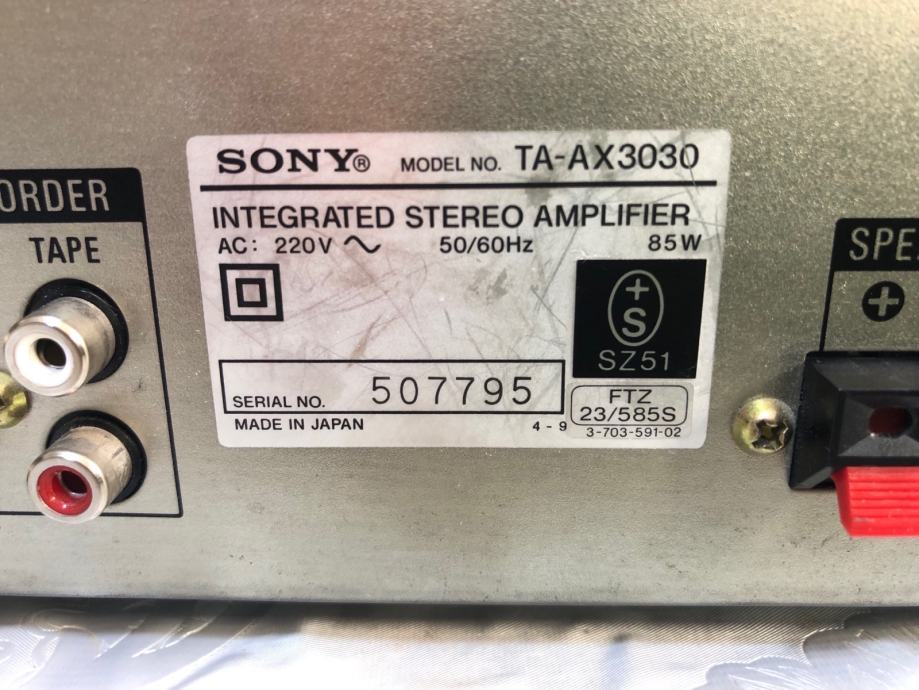 SONY® MODEL NO. TA-AX3030
INTEGRATED STEREO AMPLIFIER
AC: 220V ~ 50/60Hz 85W
+
S
SZ51
SERIAL NO. 507795
FTZ
23/585S
MADE IN JAPAN 4-9 3-703-591-02
ORDER
TAPE
SPE
+